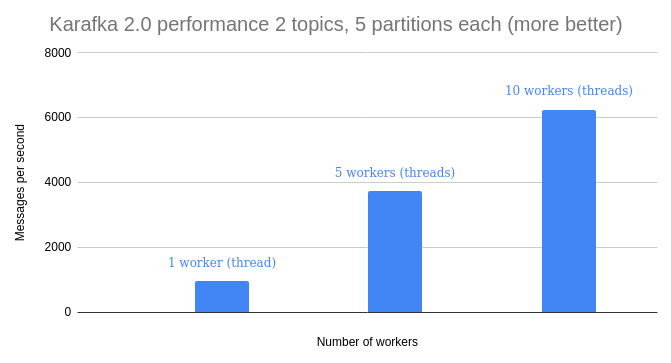 Karafka 2.0 performance 2 topics, 5 partitions each (more better)
8000
10 workers (threads)
6000
5 workers (threads)
4000
Messages per second
1 worker (thread)
2000
0
Number of workers